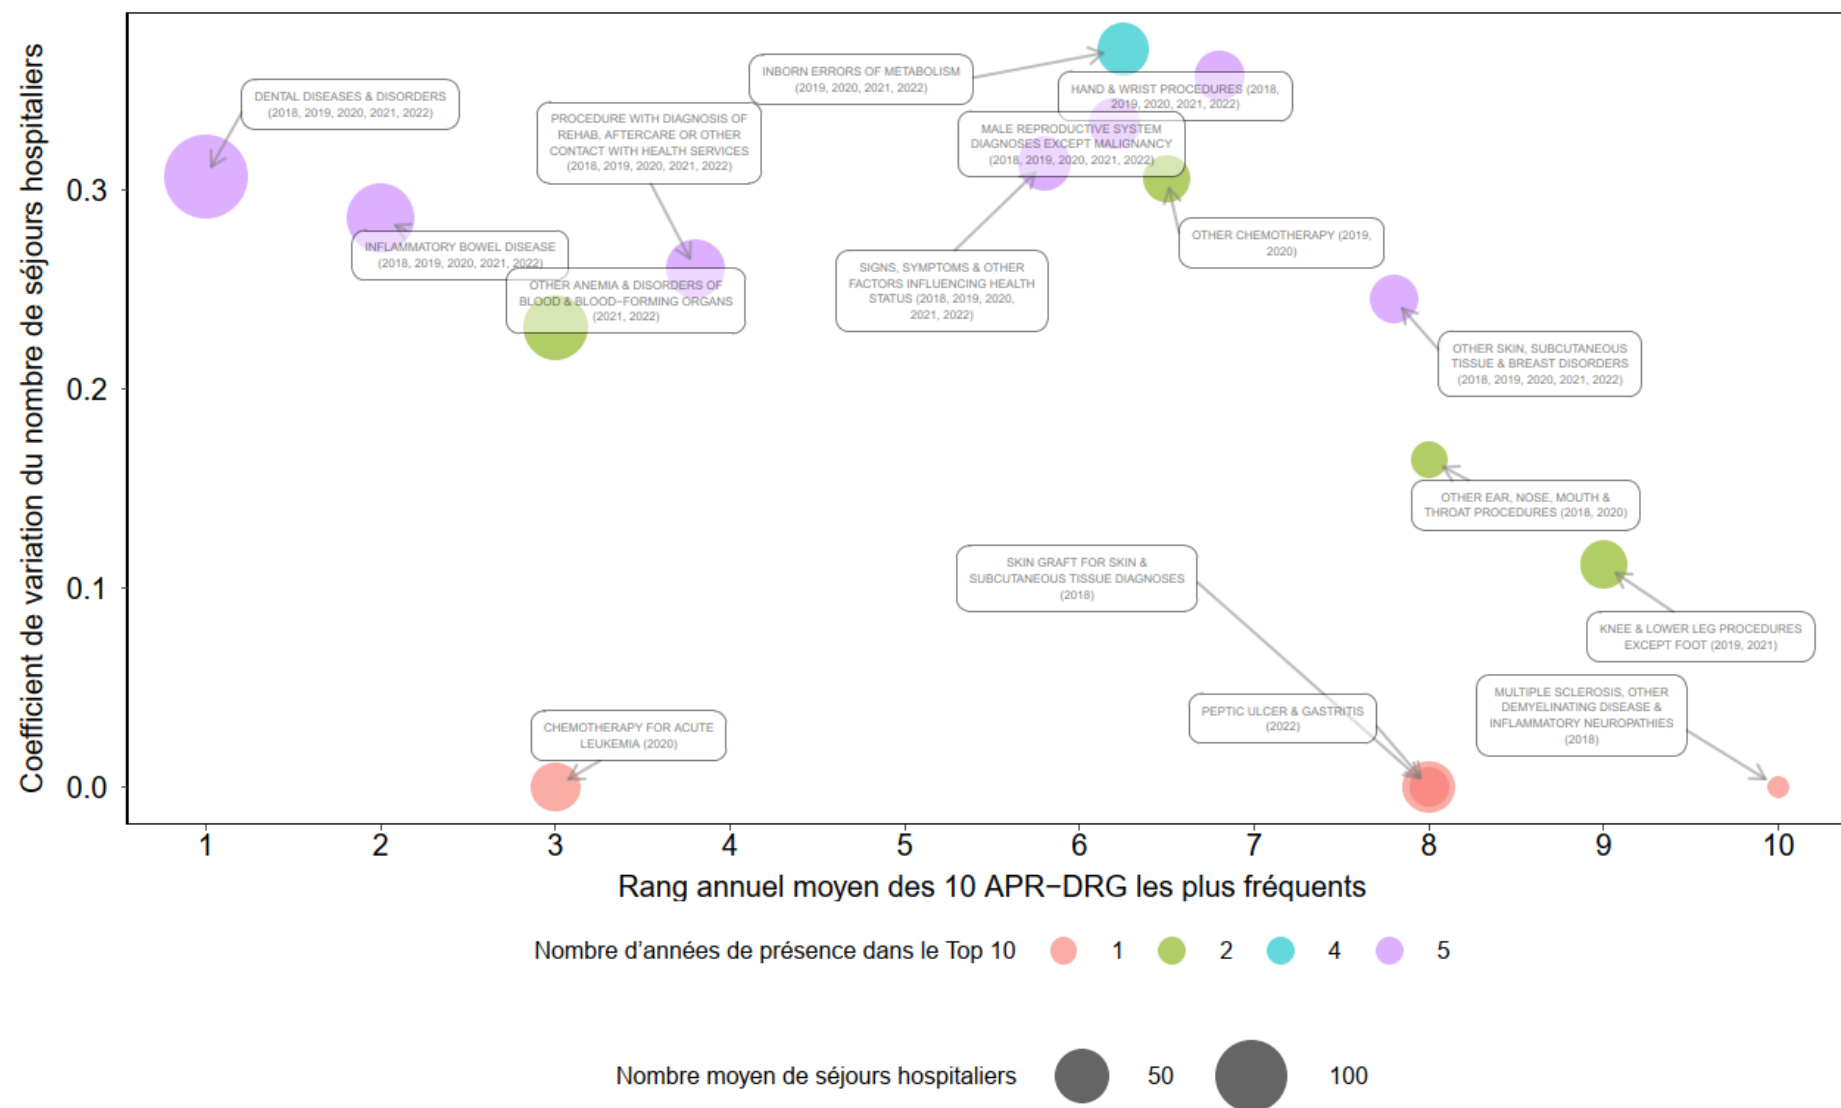 Coefficient de variation du nombre de séjours hospitaliers
0.3
0.2
0.1
0.0
DENTAL DISEASES & DISORDERS
(2018, 2019, 2020, 2021, 2022)
INFLAMMATORY BOWEL DISEASE
(2018, 2019, 2020, 2021, 2022)
PROCEDURE WITH DIAGNOSIS OF
REHAB, AFTERCARE OR OTHER
CONTACT WITH HEALTH SERVICES
(2018, 2019, 2020, 2021, 2022)
OTHER ANEMIA & DISORDERS OF
BLOOD & BLOOD−FORMING ORGANS
(2021, 2022)
INBORN ERRORS OF METABOLISM
(2019, 2020, 2021, 2022)
HAND & WRIST PROCEDURES (2018,
2019, 2020, 2021, 2022)
MALE REPRODUCTIVE SYSTEM
DIAGNOSES EXCEPT MALIGNANCY
(2018, 2019, 2020, 2021, 2022)
SIGNS, SYMPTOMS & OTHER
FACTORS INFLUENCING HEALTH
STATUS (2018, 2019, 2020,
2021, 2022)
OTHER CHEMOTHERAPY (2019,
2020)
OTHER SKIN, SUBCUTANEOUS
TISSUE & BREAST DISORDERS
(2018, 2019, 2020, 2021, 2022)
OTHER EAR, NOSE, MOUTH &
THROAT PROCEDURES (2018, 2020)
SKIN GRAFT FOR SKIN &
SUBCUTANEOUS TISSUE DIAGNOSES
(2018)
KNEE & LOWER LEG PROCEDURES
EXCEPT FOOT (2019, 2021)
CHEMOTHERAPY FOR ACUTE
LEUKEMIA (2020)
PEPTIC ULCER & GASTRITIS
(2022)
MULTIPLE SCLEROSIS, OTHER
DEMYELINATING DISEASE &
INFLAMMATORY NEUROPATHIES
(2018)
1 2 3 4 5 6 7 8 9 10
Rang annuel moyen des 10 APR−DRG les plus fréquents
Nombre d'années de présence dans le Top 10 1 2 4 5
Nombre moyen de séjours hospitaliers 50 100